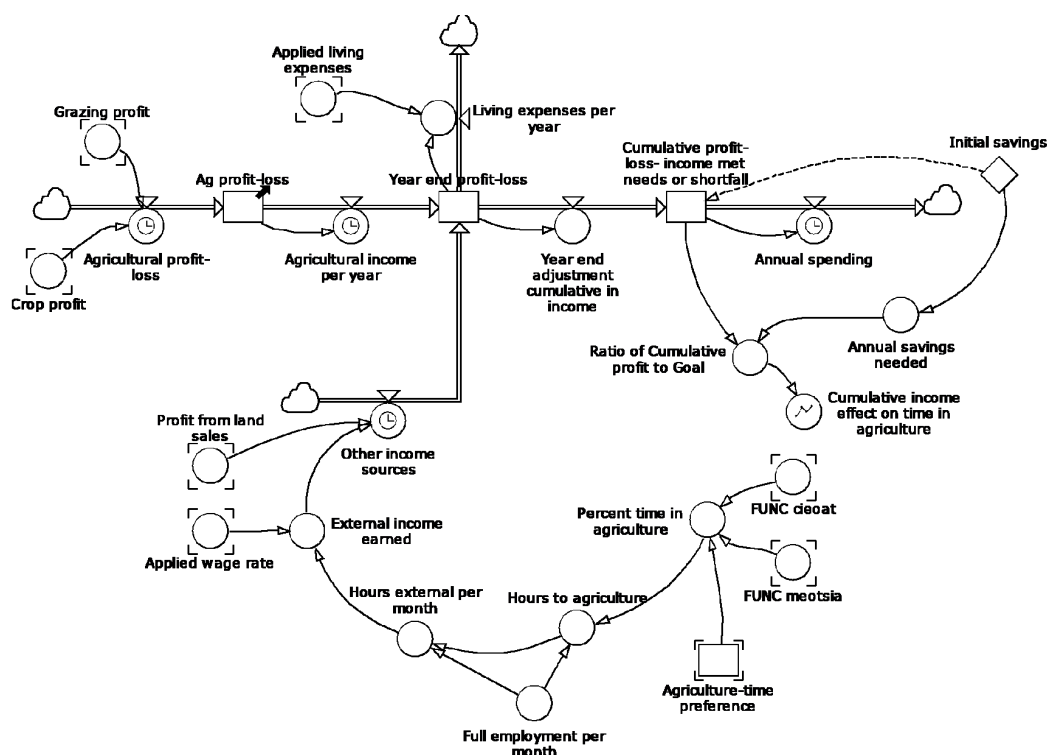 Applied living
expenses
Living expenses per
year
Grazing profit
Cumulative profit-
loss- income met
needs or shortfall
Initial savings
Ag profit-loss
Year end profit-loss
Agricultural profit-
loss
Crop profit
Agricultural income
per year
Year end
adjustment
cumulative in
income
Annual spending
Ratio of Cumulative
profit to Goal
Annual savings
needed
Cumulative income
effect on time in
agriculture
Profit from land
sales
Other income
sources
External income
earned
Applied wage rate
Percent time in
agriculture
FUNC cieoat
FUNC meotsia
Hours external per
month
Hours to agriculture
Agriculture-time
preference
Full employment per
month